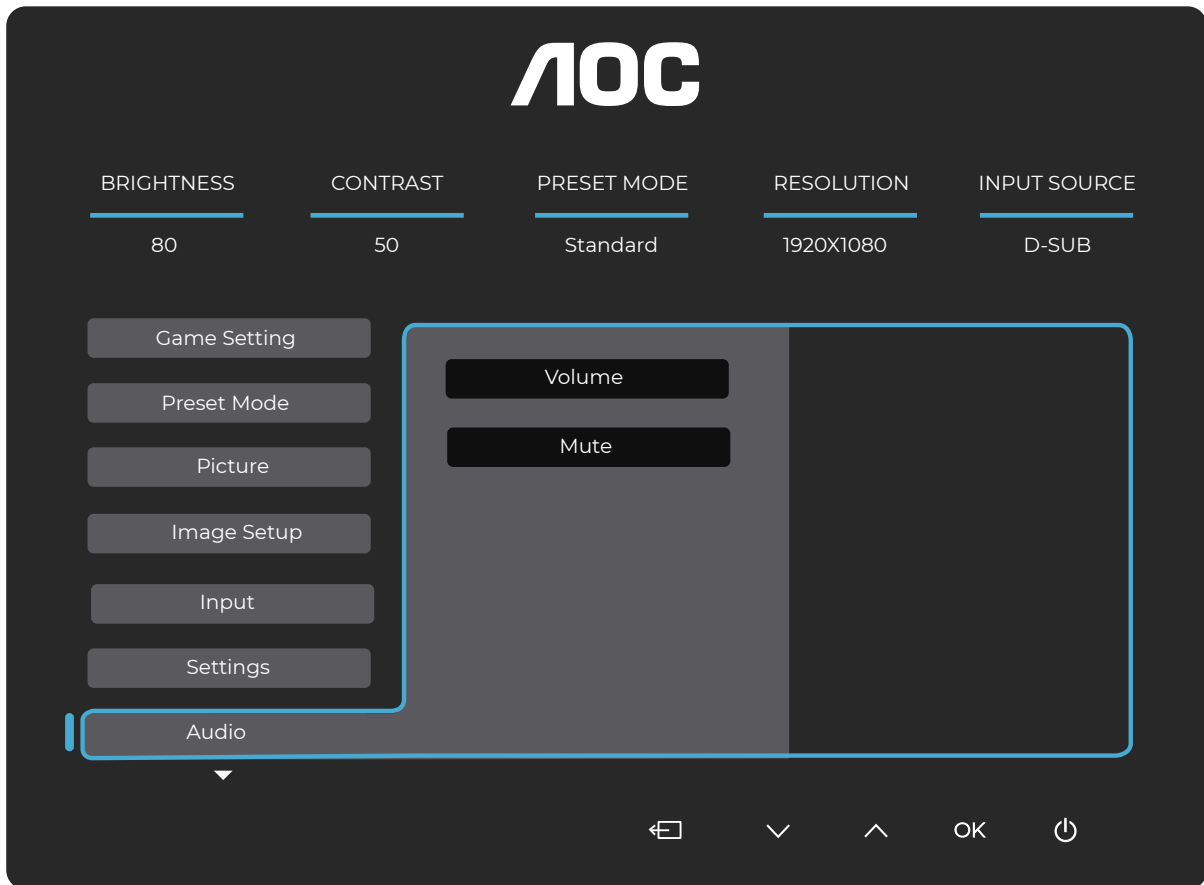 AOC
BRIGHTNESS CONTRAST PRESET MODE RESOLUTION INPUT SOURCE
80 50 Standard 1920X1080 D-SUB
Game Setting
Volume
Preset Mode
Mute
Picture
Image Setup
Input
Settings
Audio
OK